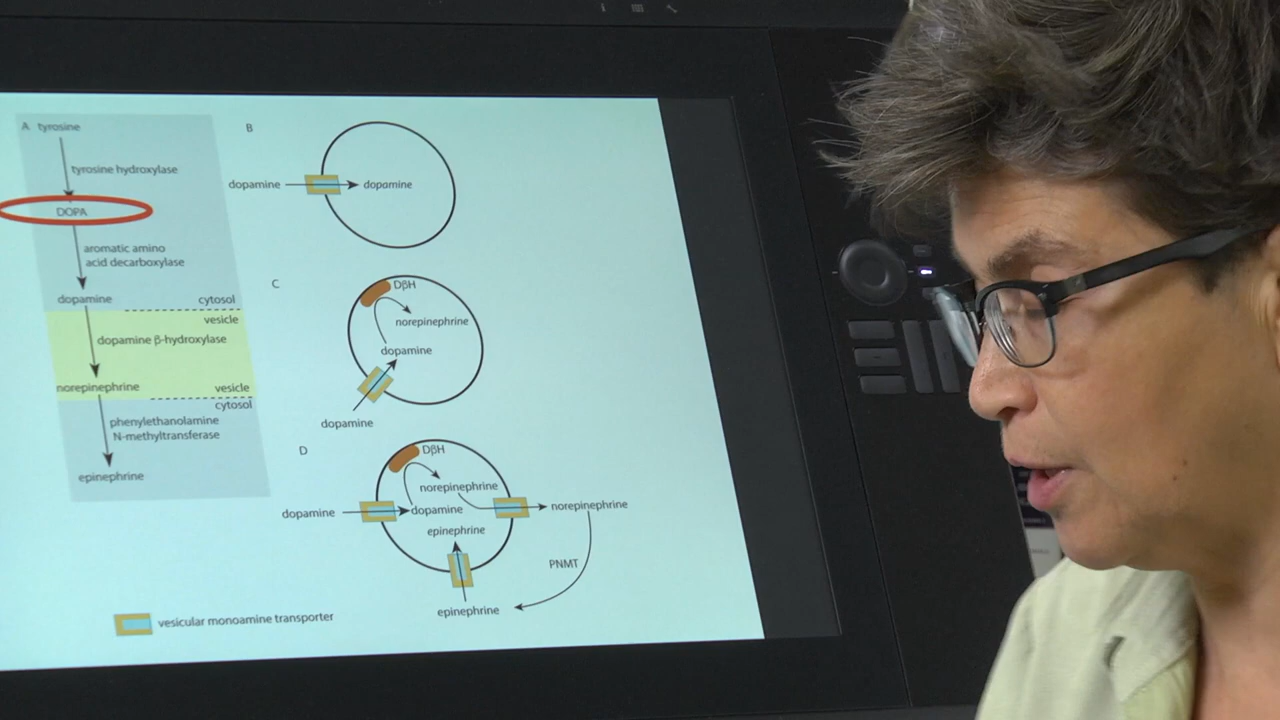 A tyrosine
tyrosine hydroxylase
DOPA
aromatic amino
acid decarboxylase
dopamine
cytosol
vesicle
dopamine β-hydroxylase
norepinephrine
vesicle
cytosol
phenylethanolamine
N-methyltransferase
epinephrine
B
dopamine
dopamine
C
DβH
norepinephrine
dopamine
dopamine
D
DβH
norepinephrine
dopamine
dopamine
norepinephrine
epinephrine
PNMT
epinephrine
vesicular monoamine transporter